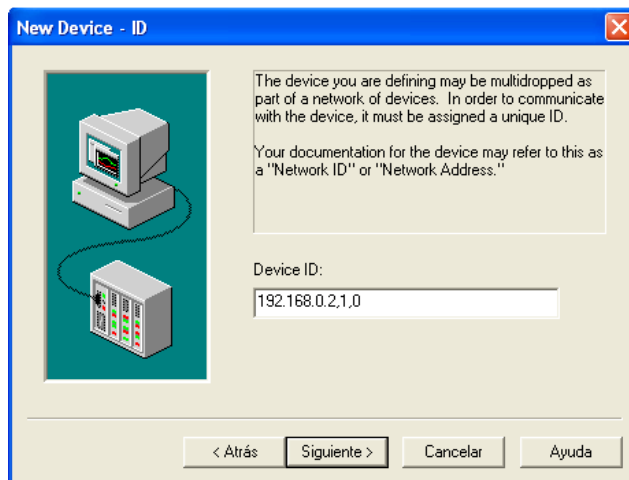 New Device - ID
The device you are defining may be multidropped as
part of a network of devices. In order to communicate
with the device, it must be assigned a unique ID.
Your documentation for the device may refer to this as
a "Network ID" or "Network Address."
Device ID:
192.168.0.2,1,0
< Atrás
Siguiente >
Cancelar
Ayuda